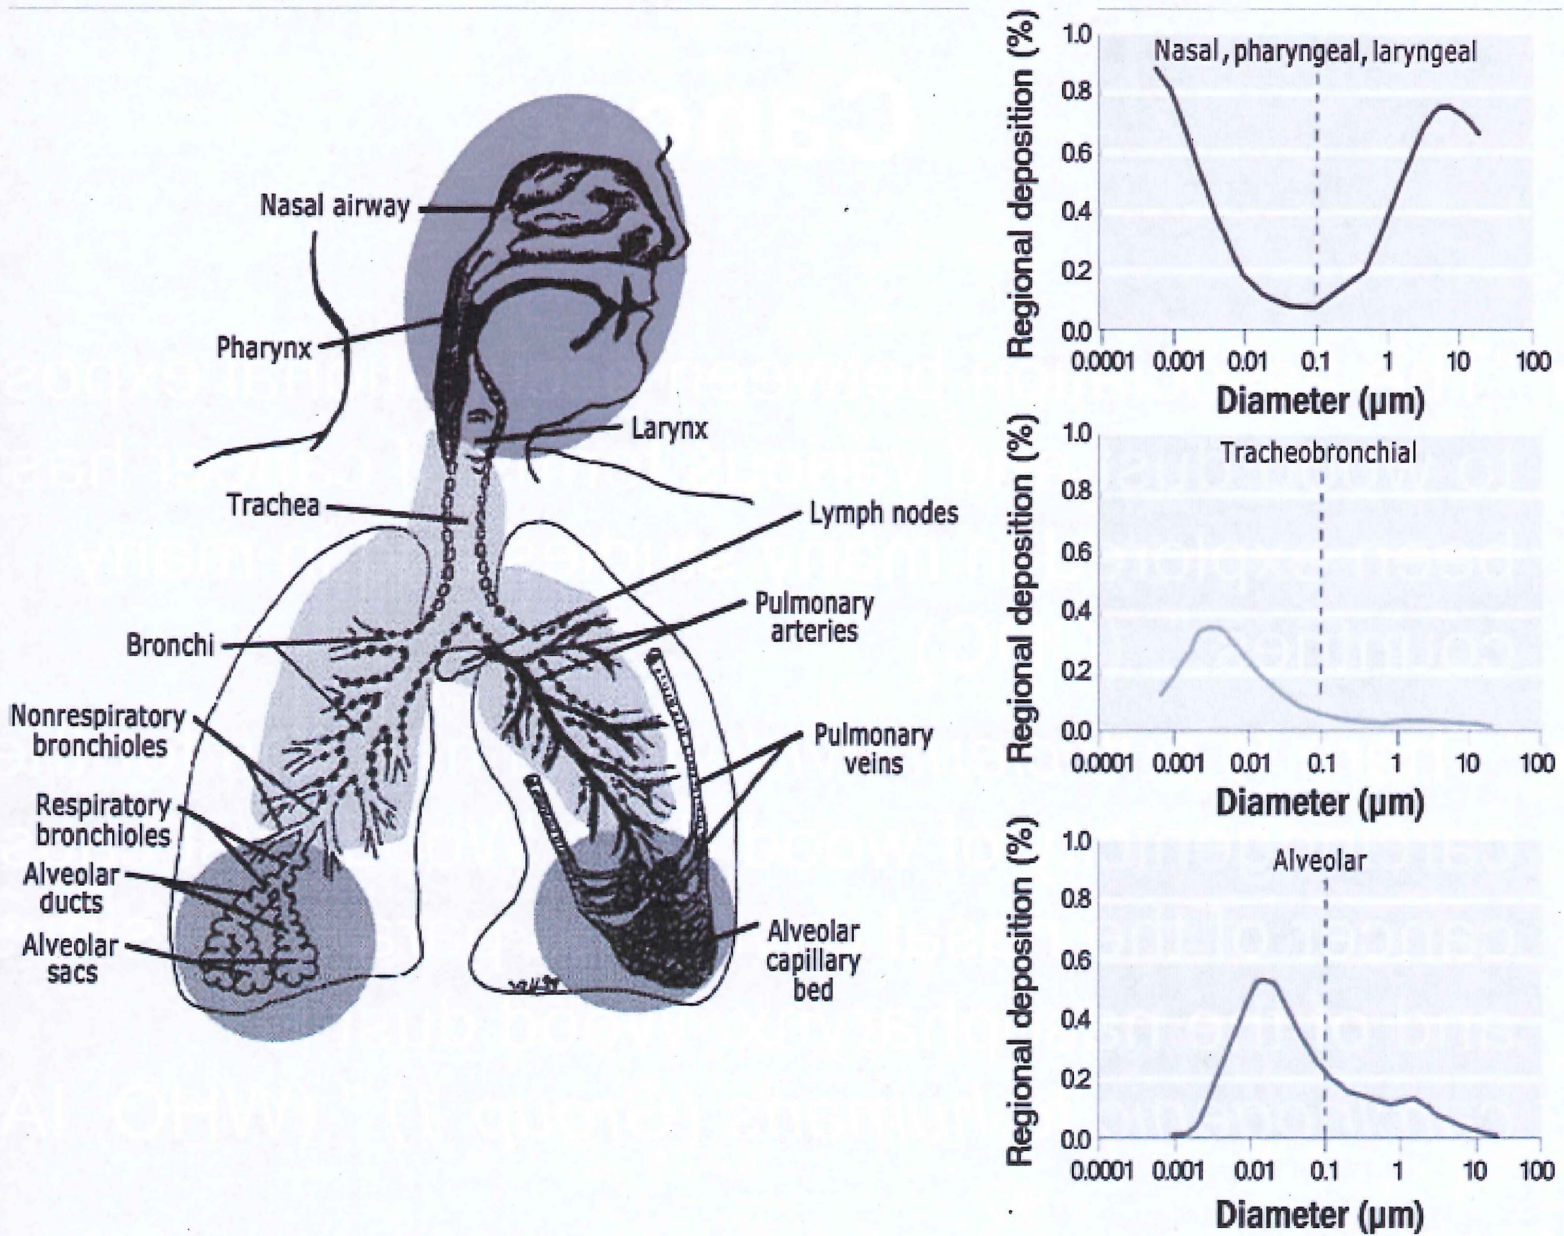 Nasal airway
Pharynx
Larynx
Trachea
Lymph nodes
Pulmonary
arteries
Bronchi
Nonrespiratory
bronchioles
Pulmonary
veins
Respiratory
bronchioles
Alveolar
ducts
Alveolar
sacs
Alveolar
capillary
bed
Regional deposition (%)
Nasal, pharyngeal, laryngeal
1.0
0.8
0.6
0.4
0.2
0.0
0.0001 0.001 0.01 0.1 1 10 100
Diameter (µm)
Regional deposition (%)
Tracheobronchial
1.0
0.8
0.6
0.4
0.2
0.0
0.0001 0.001 0.01 0.1 1 10 100
Diameter (µm)
Regional deposition (%)
Alveolar
1.0
0.8
0.6
0.4
0.2
0.0
0.0001 0.001 0.01 0.1 1 10 100
Diameter (µm)